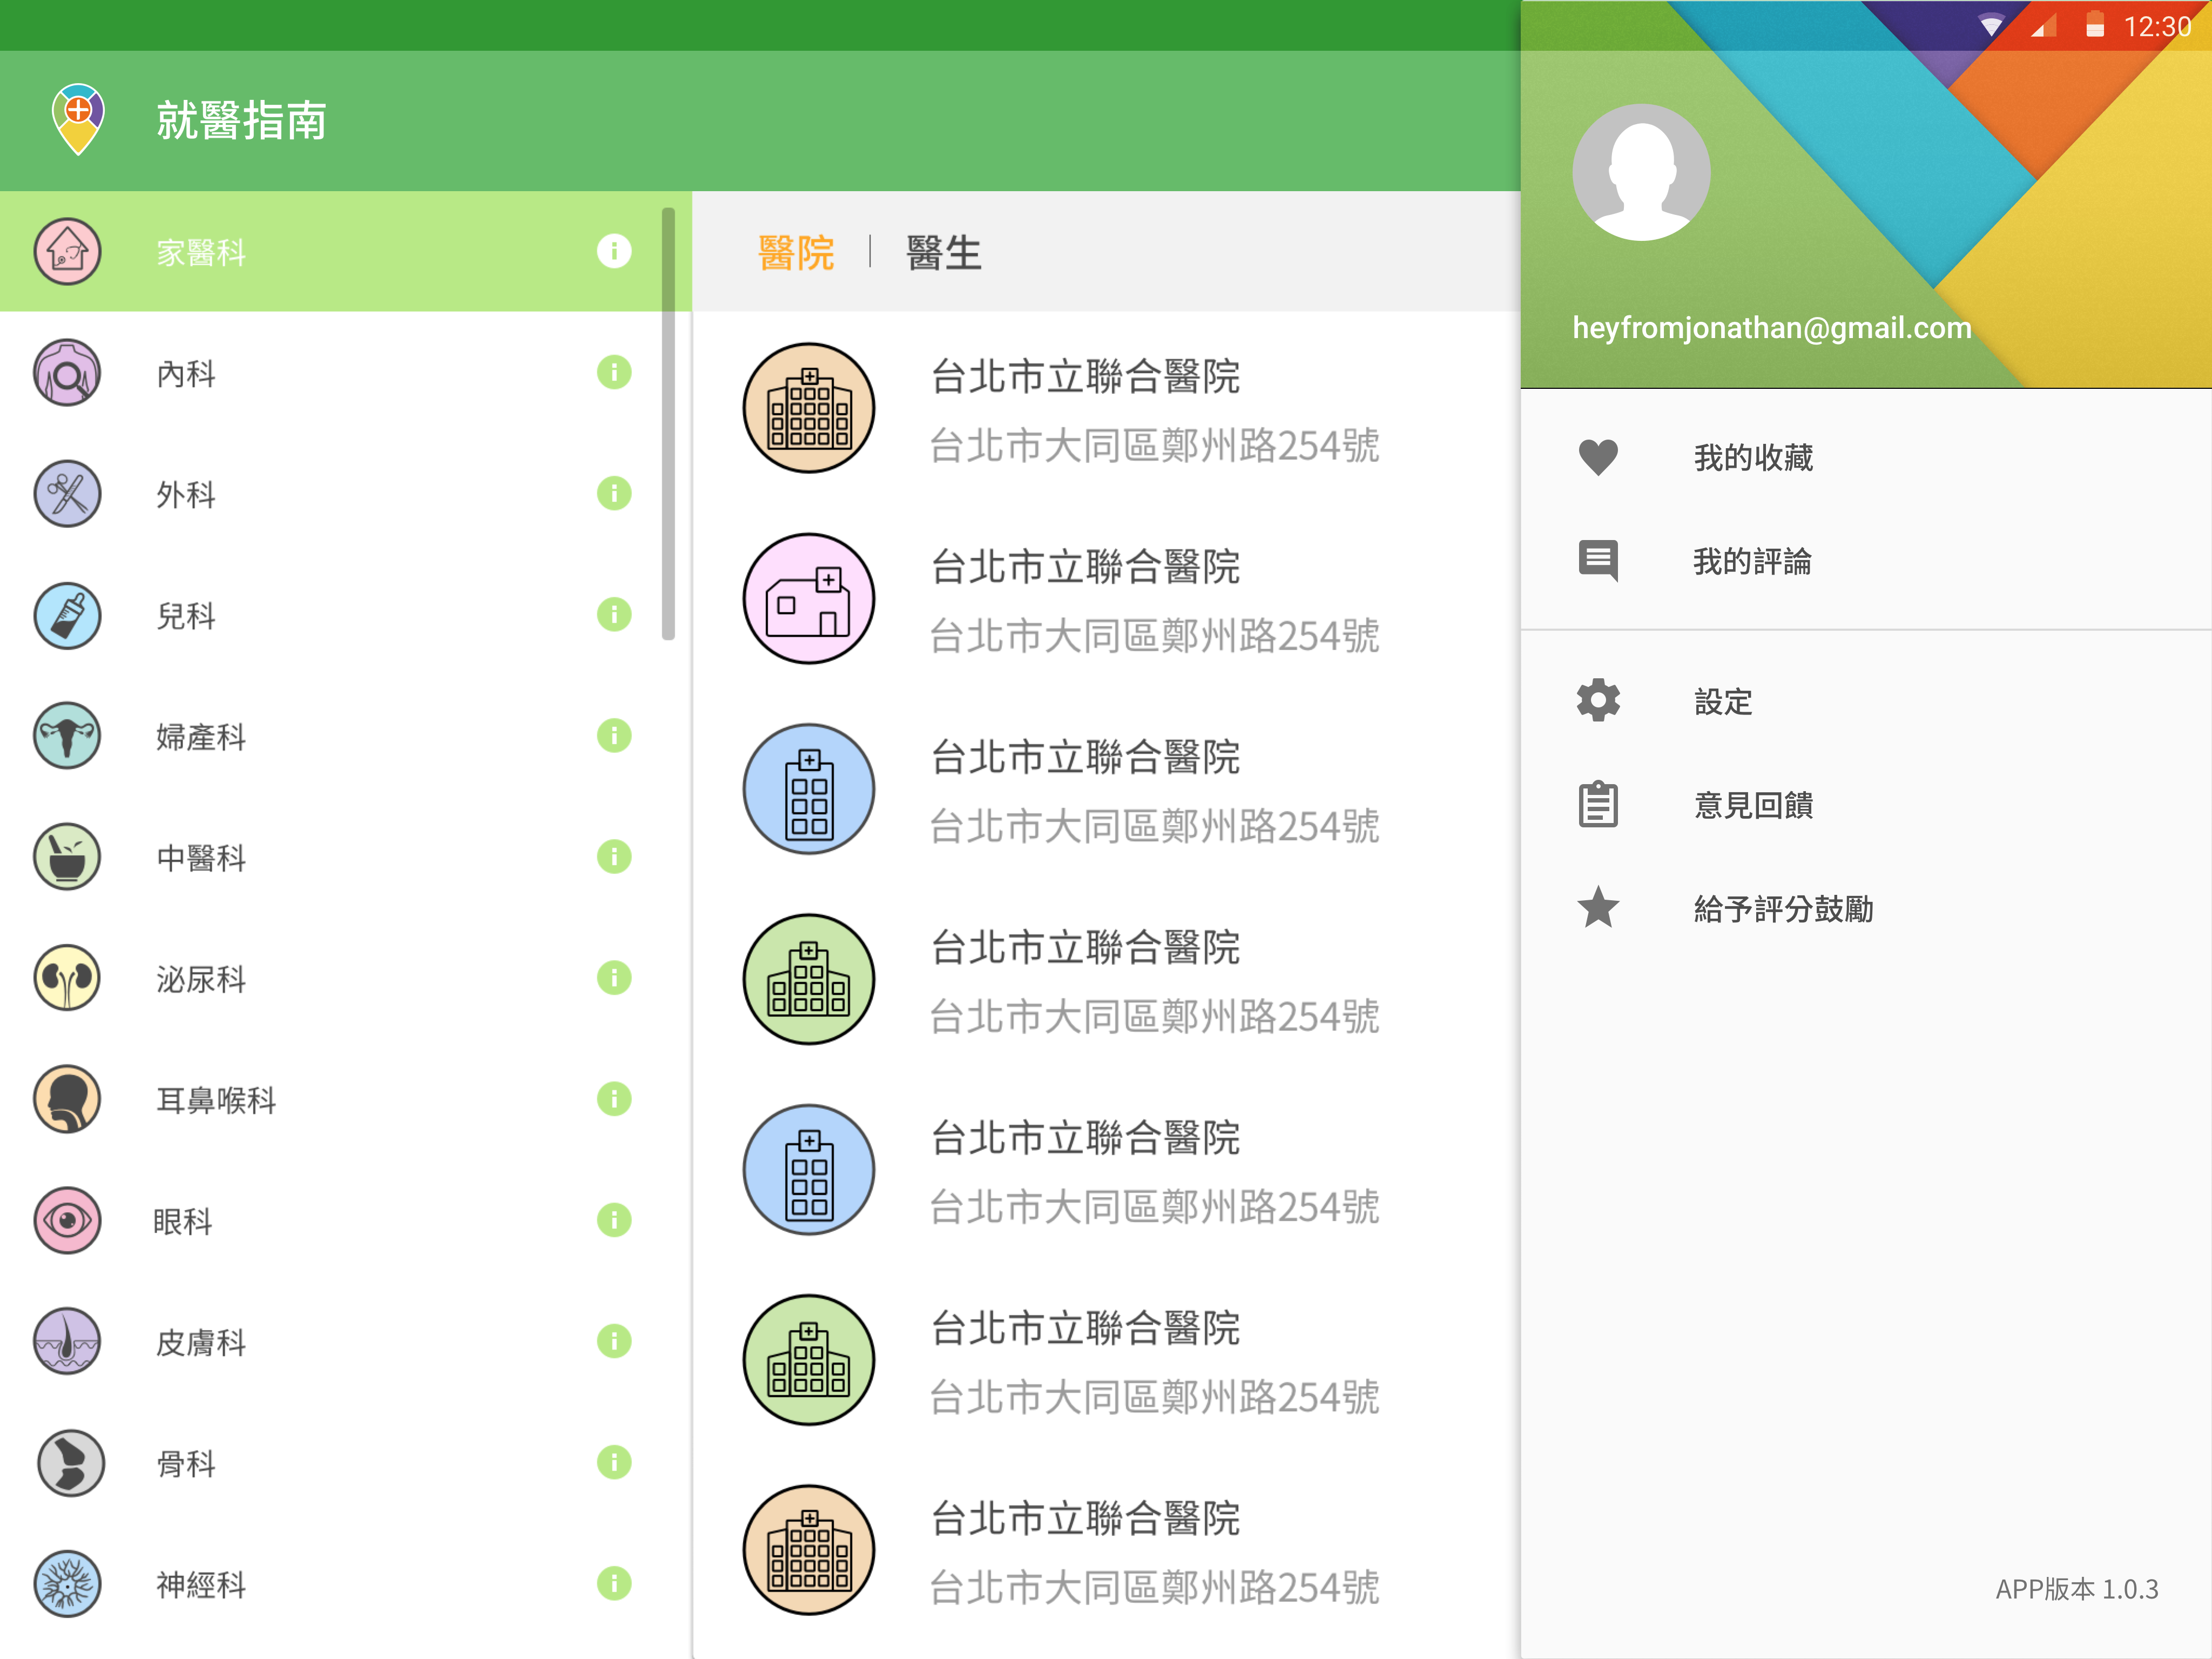 就醫指南
家醫科
內科
外科
兒科
婦產科
中醫科
泌尿科
耳鼻喉科
眼科
皮膚科
骨科
神經科
醫院 | 醫生
台北市立聯合醫院
台北市大同區鄭州路254號
台北市立聯合醫院
台北市大同區鄭州路254號
台北市立聯合醫院
台北市大同區鄭州路254號
台北市立聯合醫院
台北市大同區鄭州路254號
台北市立聯合醫院
台北市大同區鄭州路254號
台北市立聯合醫院
台北市大同區鄭州路254號
台北市立聯合醫院
台北市大同區鄭州路254號
12:30
heyfromjonathan@gmail.com
我的收藏
我的評論
設定
意見回饋
給予評分鼓勵
APP版本 1.0.3